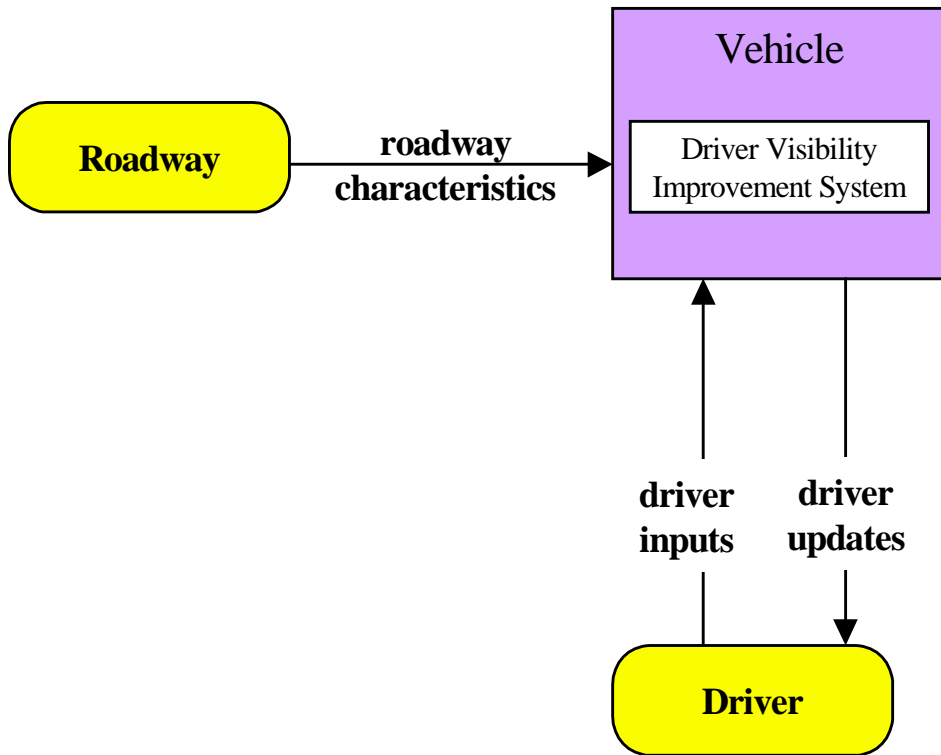 Vehicle
Roadway
roadway
characteristics
Driver Visibility
Improvement System
driver
inputs
driver
updates
Driver